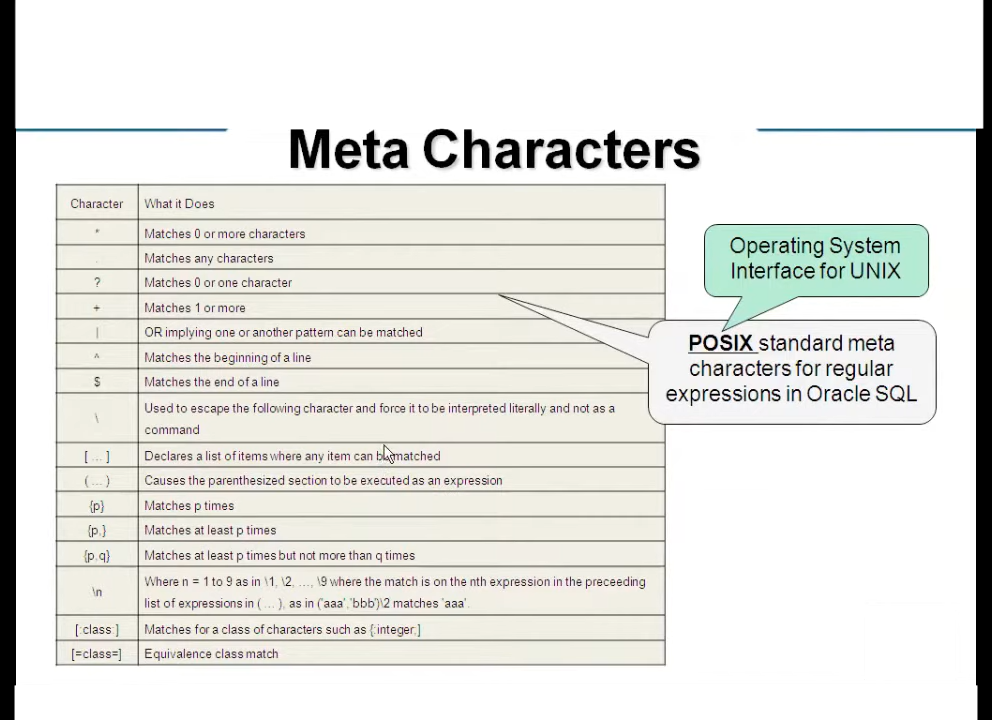 Meta Characters
Character What it Does
* Matches 0 or more characters
. Matches any characters
? Matches 0 or one character
+ Matches 1 or more
| OR implying one or another pattern can be matched
^ Matches the beginning of a line
$ Matches the end of a line
\ Used to escape the following character and force it to be interpreted literally and not as a
command
[ … ] Declares a list of items where any item can be matched
( … ) Causes the parenthesized section to be executed as an expression
{p} Matches p times
{p,} Matches at least p times
{p,q} Matches at least p times but not more than q times
\n Where n = 1 to 9 as in \1, \2, …, \9 where the match is on the nth expression in the preceeding
list of expressions in ( … ), as in ('aaa','bbb')\2 matches 'aaa'.
[:class:] Matches for a class of characters such as {:integer:]
[=class=] Equivalence class match
Operating System
Interface for UNIX
POSIX standard meta
characters for regular
expressions in Oracle SQL